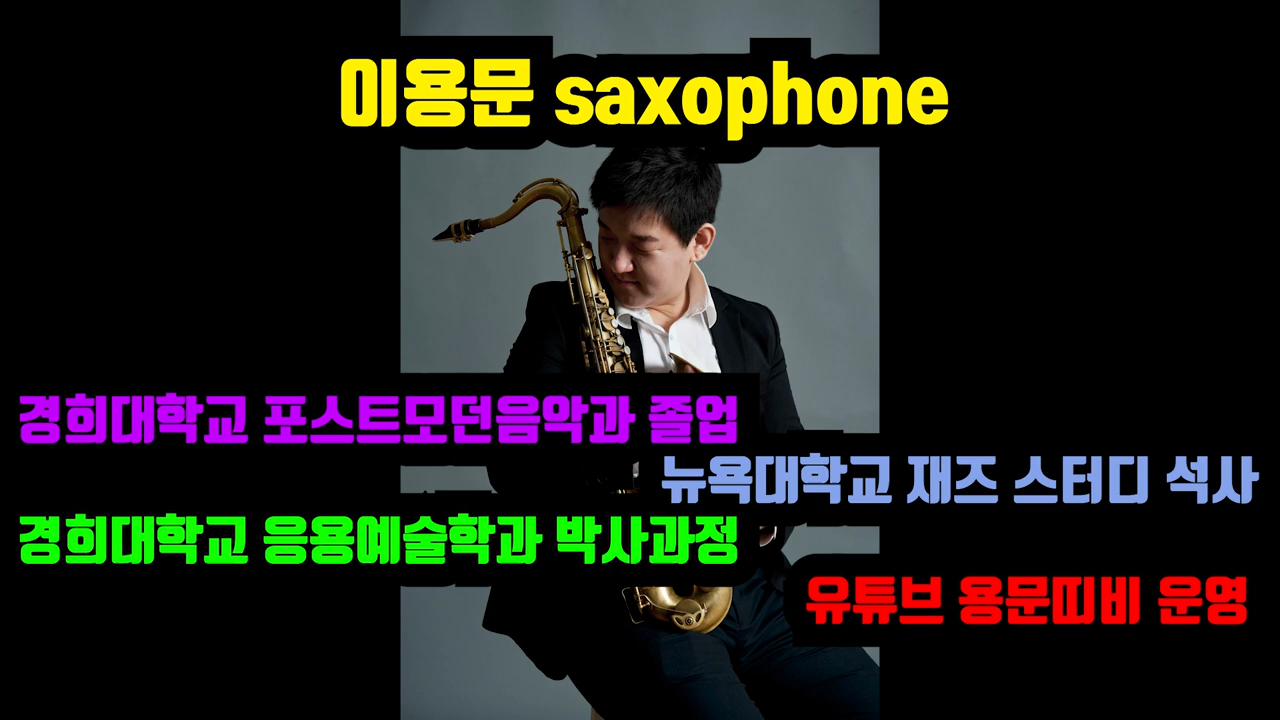 이용문 saxophone
경희대학교 포스트모던음악과 졸업
뉴욕대학교 재즈 스터디 석사
경희대학교 응용예술학과 박사과정
유튜브 용문띠비 운영